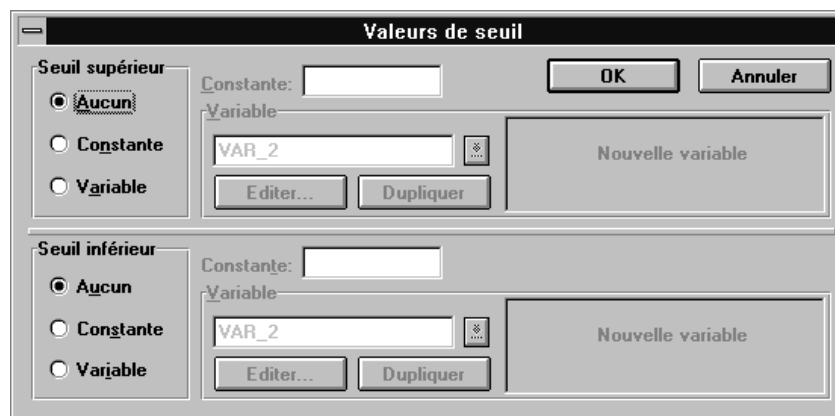 Valeurs de seuil
Seuil supérieur
Aucun
Constante
Variable
Constante:
OK
Annuler
Variable
VAR_2
Nouvelle variable
Editer...
Dupliquer
Seuil inférieur
Aucun
Constante
Variable
Constante:
Variable
VAR_2
Nouvelle variable
Editer...
Dupliquer